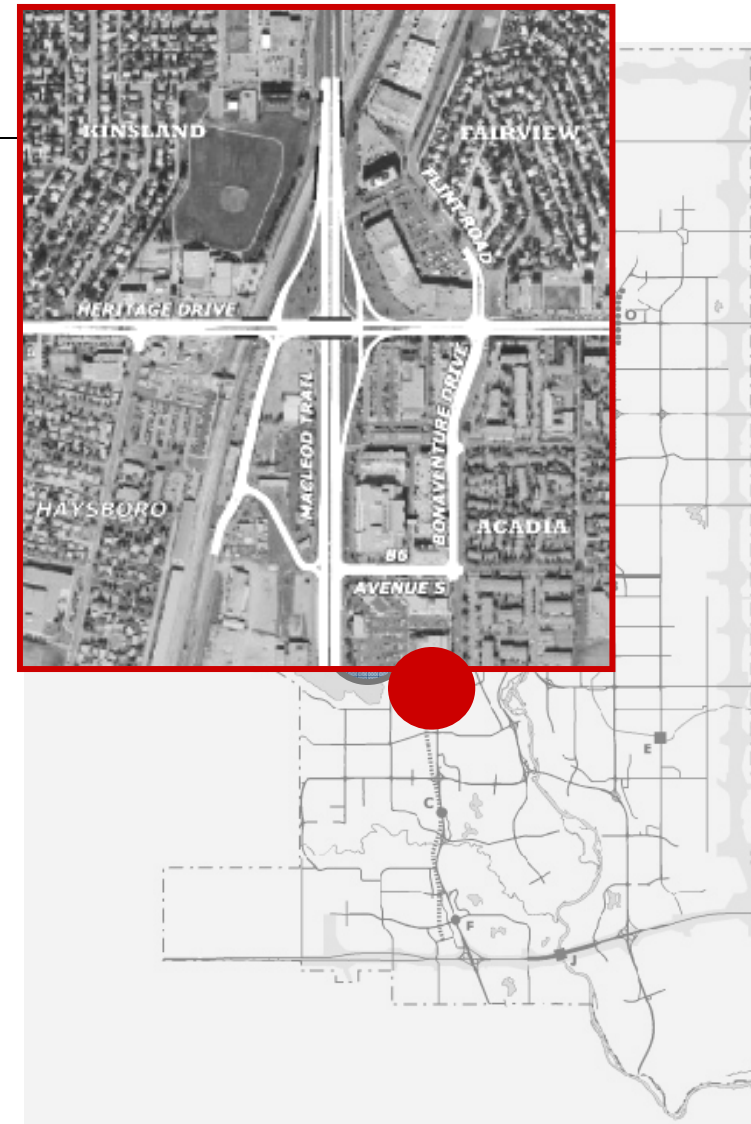 KINSLAND
FAIRVIEW
FLINT ROAD
HERITAGE DRIVE
O
MACLEOD TRAIL
BONAVENTURE DRIVE
HAYSBORO
ACADIA
86
AVENUE S
E
C
F
J